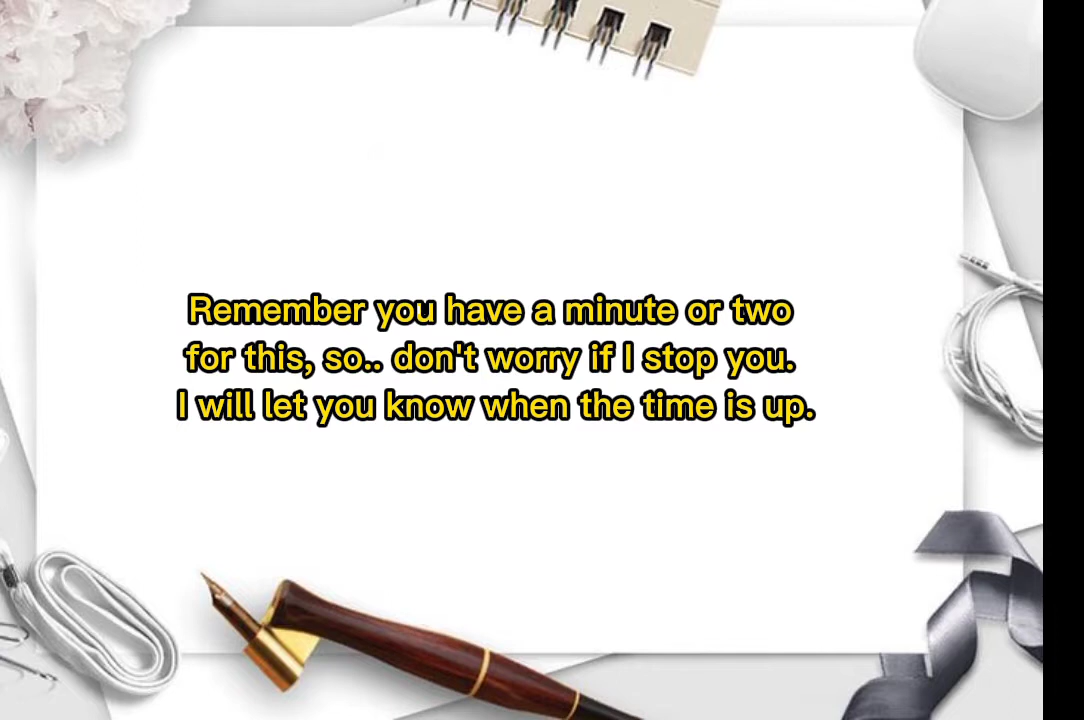 Remember you have a minute or two
for this, so.. don't worry if I stop you.
I will let you know when the time is up.